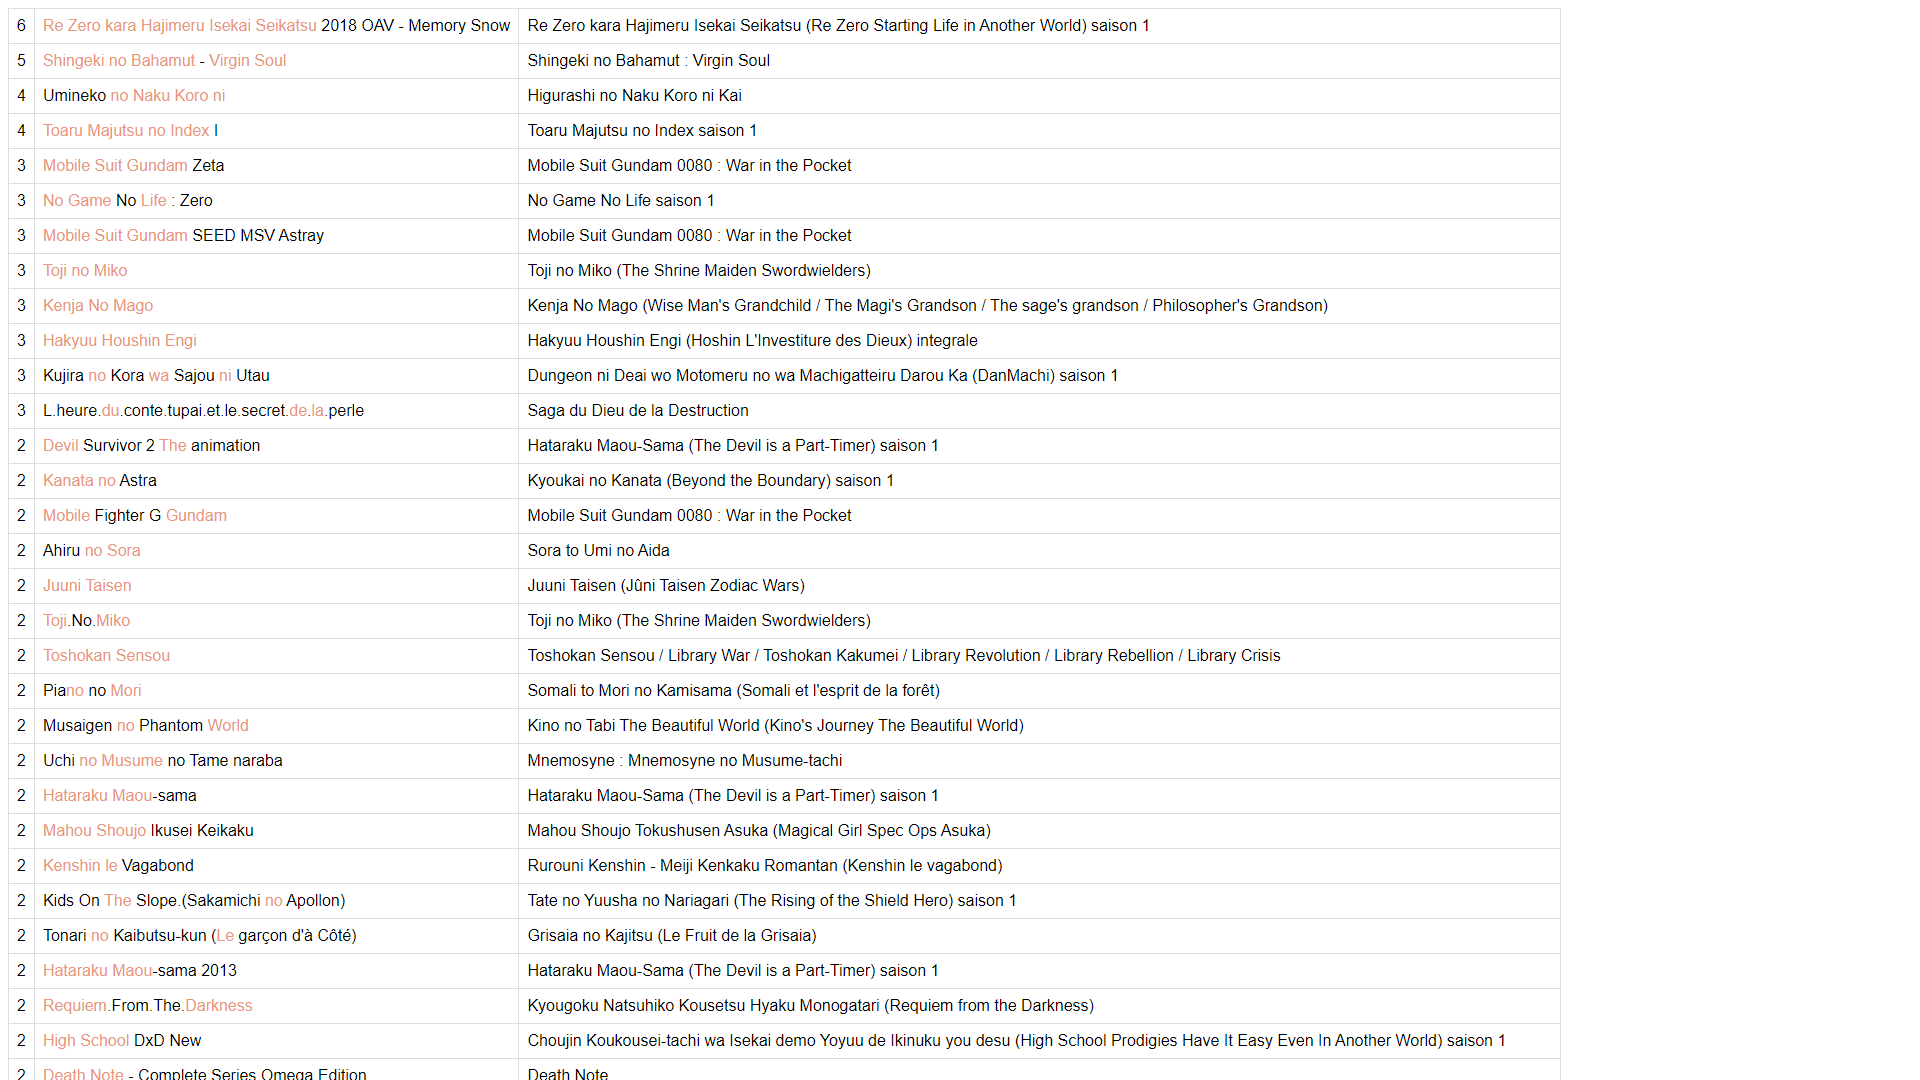 6 Re Zero kara Hajimeru Isekai Seikatsu 2018 OAV - Memory Snow Re Zero kara Hajimeru Isekai Seikatsu (Re Zero Starting Life in Another World) saison 1
5 Shingeki no Bahamut - Virgin Soul Shingeki no Bahamut : Virgin Soul
4 Umineko no Naku Koro ni Higurashi no Naku Koro ni Kai
4 Toaru Majutsu no Index I Toaru Majutsu no Index saison 1
3 Mobile Suit Gundam Zeta Mobile Suit Gundam 0080 : War in the Pocket
3 No Game No Life : Zero No Game No Life saison 1
3 Mobile Suit Gundam SEED MSV Astray Mobile Suit Gundam 0080 : War in the Pocket
3 Toji no Miko Toji no Miko (The Shrine Maiden Swordwielders)
3 Kenja No Mago Kenja No Mago (Wise Man's Grandchild / The Magi's Grandson / The sage's grandson / Philosopher's Grandson)
3 Hakyuu Houshin Engi Hakyuu Houshin Engi (Hoshin L'Investiture des Dieux) integrale
3 Kujira no Kora wa Sajou ni Utau Dungeon ni Deai wo Motomeru no wa Machigatteiru Darou Ka (DanMachi) saison 1
3 L.heure.du.conte.tupai.et.le.secret.de.la.perle Saga du Dieu de la Destruction
2 Devil Survivor 2 The animation Hataraku Maou-Sama (The Devil is a Part-Timer) saison 1
2 Kanata no Astra Kyoukai no Kanata (Beyond the Boundary) saison 1
2 Mobile Fighter G Gundam Mobile Suit Gundam 0080 : War in the Pocket
2 Ahiru no Sora Sora to Umi no Aida
2 Juuni Taisen Juuni Taisen (Jûni Taisen Zodiac Wars)
2 Toji.No.Miko Toji no Miko (The Shrine Maiden Swordwielders)
2 Toshokan Sensou Toshokan Sensou / Library War / Toshokan Kakumei / Library Revolution / Library Rebellion / Library Crisis
2 Piano no Mori Somali to Mori no Kamisama (Somali et l'esprit de la forêt)
2 Musaigen no Phantom World Kino no Tabi The Beautiful World (Kino's Journey The Beautiful World)
2 Uchi no Musume no Tame naraba Mnemosyne : Mnemosyne no Musume-tachi
2 Hataraku Maou-sama Hataraku Maou-Sama (The Devil is a Part-Timer) saison 1
2 Mahou Shoujo Ikusei Keikaku Mahou Shoujo Tokushusen Asuka (Magical Girl Spec Ops Asuka)
2 Kenshin le Vagabond Rurouni Kenshin - Meiji Kenkaku Romantan (Kenshin le vagabond)
2 Kids On The Slope.(Sakamichi no Apollon) Tate no Yuusha no Nariagari (The Rising of the Shield Hero) saison 1
2 Tonari no Kaibutsu-kun (Le garçon d'à Côté) Grisaia no Kajitsu (Le Fruit de la Grisaia)
2 Hataraku Maou-sama 2013 Hataraku Maou-Sama (The Devil is a Part-Timer) saison 1
2 Requiem.From.The.Darkness Kyougoku Natsuhiko Kousetsu Hyaku Monogatari (Requiem from the Darkness)
2 High School DxD New Choujin Koukousei-tachi wa Isekai demo Yoyuu de Ikinuku you desu (High School Prodigies Have It Easy Even In Another World) saison 1
2 Death Note - Complete Series Omega Edition Death Note